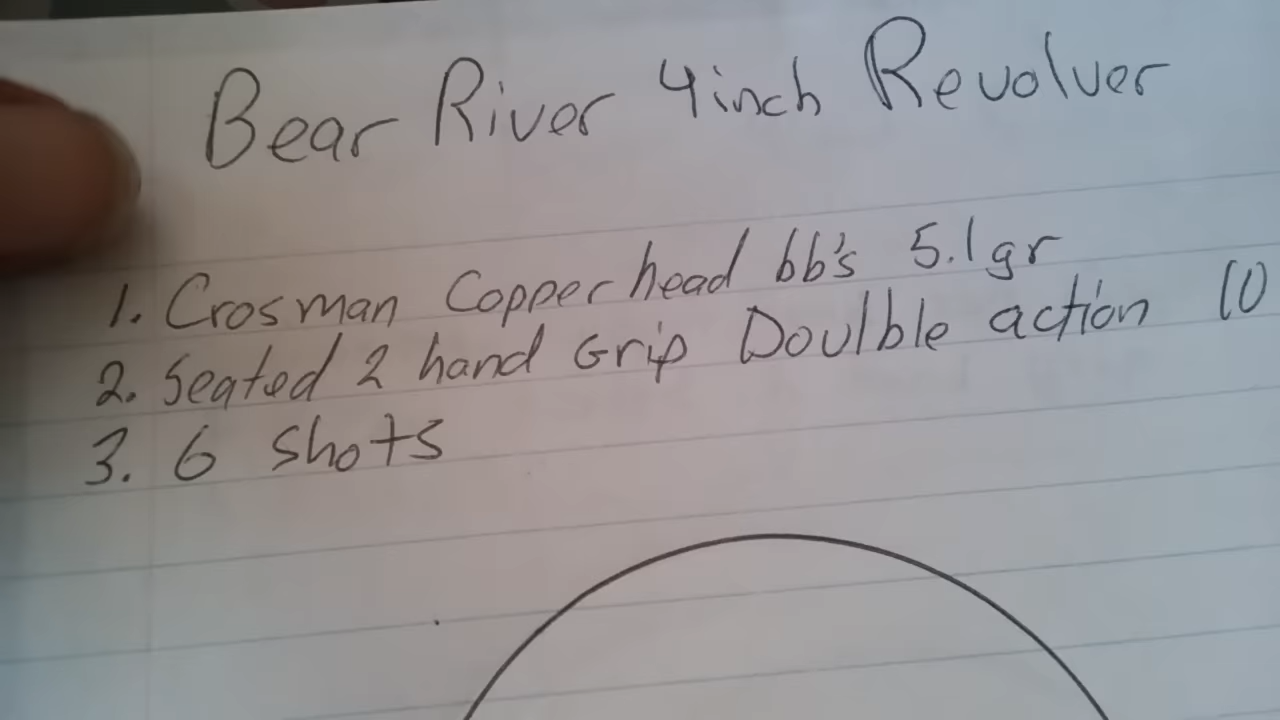 Bear River 4inch Revolver
1. Crosman Copperhead bb's 5.1gr
2. Seated 2 hand Grip Doulble action 10
3. 6 shots